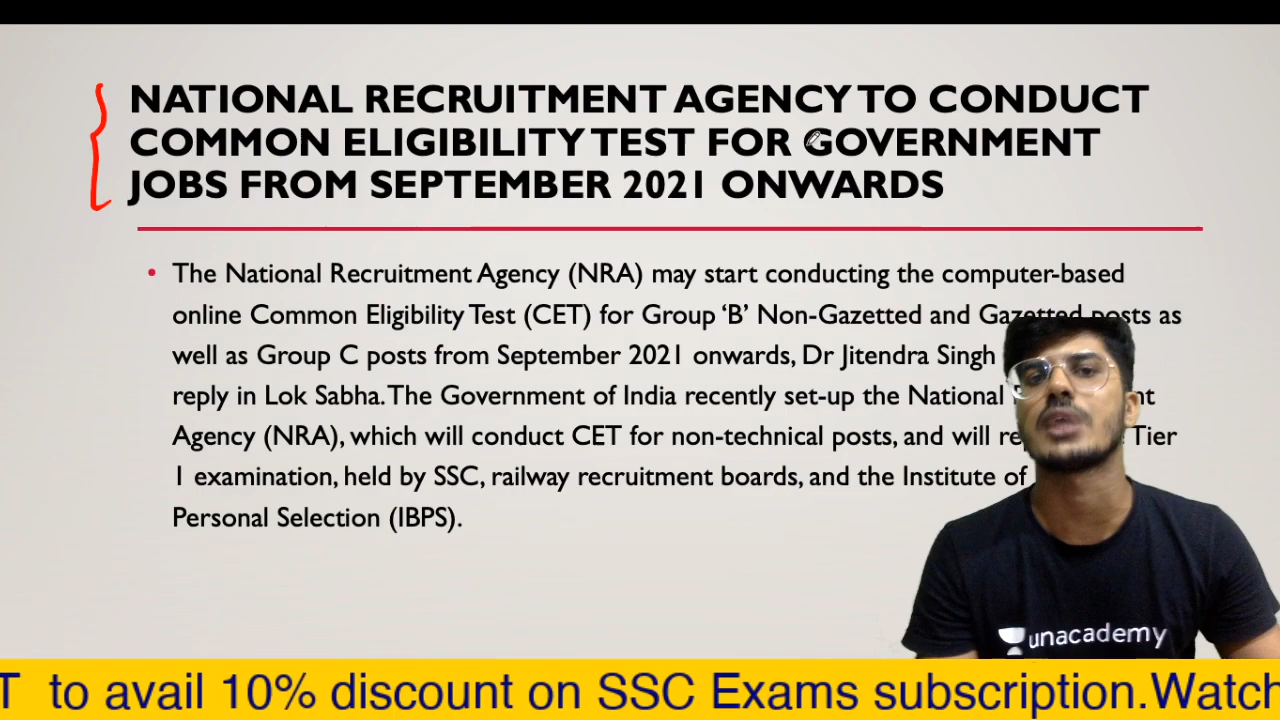 NATIONAL RECRUITMENT AGENCY TO CONDUCT
COMMON ELIGIBILITY TEST FOR GOVERNMENT
JOBS FROM SEPTEMBER 2021 ONWARDS
• The National Recruitment Agency (NRA) may start conducting the computer-based
online Common Eligibility Test (CET) for Group ‘B’ Non-Gazetted and Gazetted posts as
well as Group C posts from September 2021 onwards, Dr Jitendra Singh
reply in Lok Sabha. The Government of India recently set-up the National
Agency (NRA), which will conduct CET for non-technical posts, and will Tier
1 examination, held by SSC, railway recruitment boards, and the Institute of
Personal Selection (IBPS).
unacademy
T to avail 10% discount on SSC Exams subscription.Watch